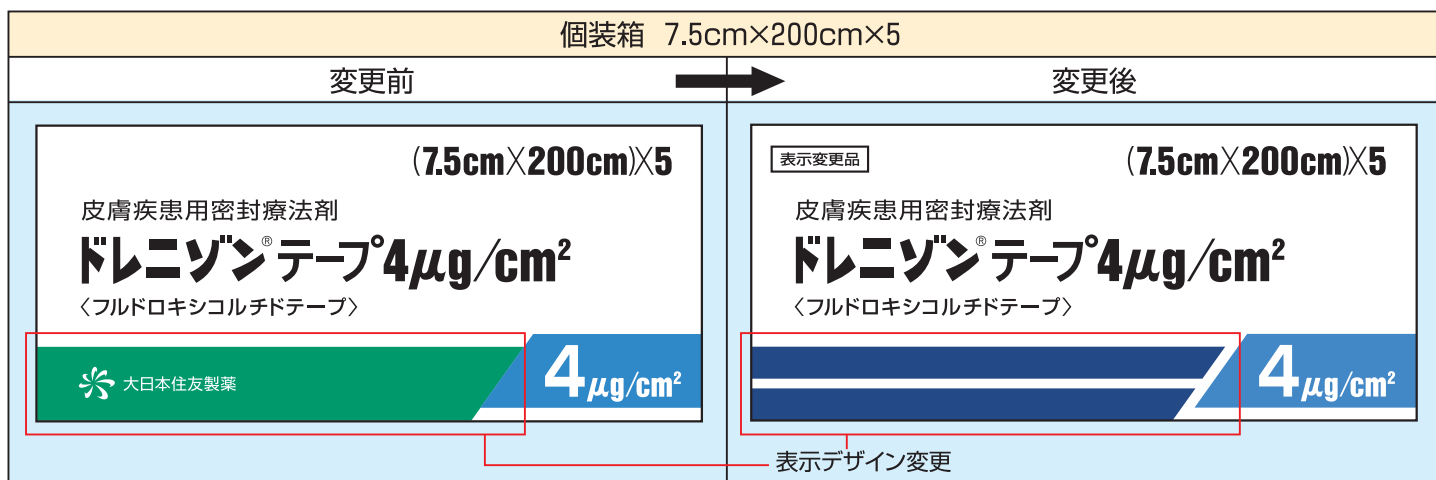 個装箱 7.5cm×200cm×5
変更前
変更後
(7.5cm×200cm)×5
皮膚疾患用密封療法剤
ドレニゾン®テープ4μg/cm²
〈フルドロキシコルチドテープ〉
大日本住友製薬
4μg/cm²
表示変更品
(7.5cm×200cm)×5
皮膚疾患用密封療法剤
ドレニゾン®テープ4μg/cm²
〈フルドロキシコルチドテープ〉
4μg/cm²
表示デザイン変更